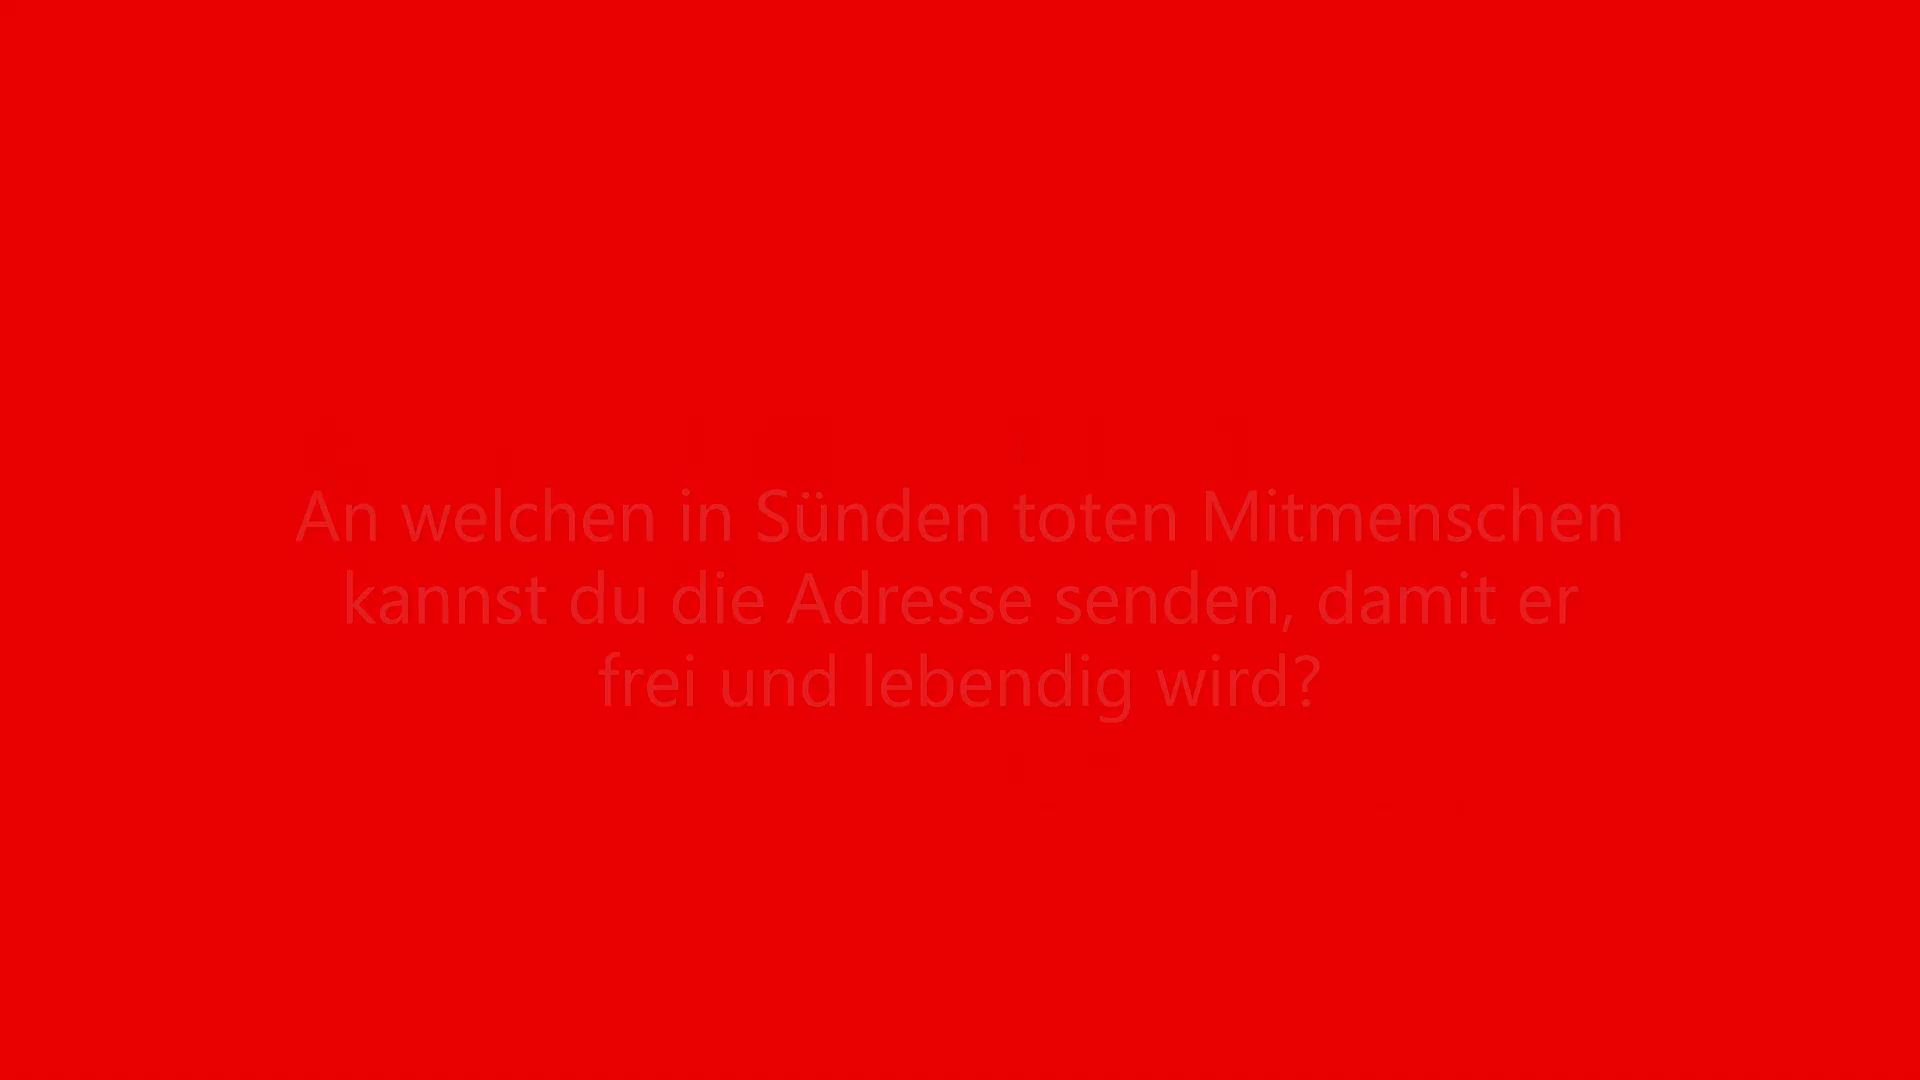 An welchen in Sünden toten Mitmenschen
kannst du die Adresse senden, damit er
frei und lebendig wird?